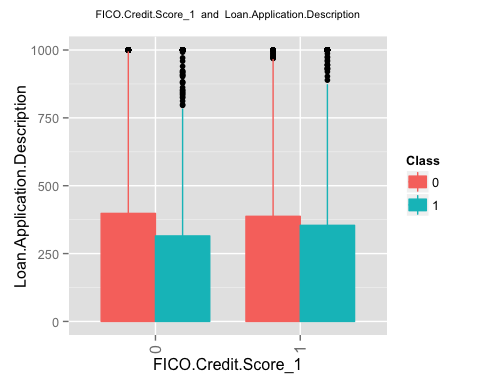 FICO.Credit.Score_1 and Loan.Application.Description
1000
750
500
250
0
Loan.Application.Description
0
1
FICO.Credit.Score_1
Class
0
1